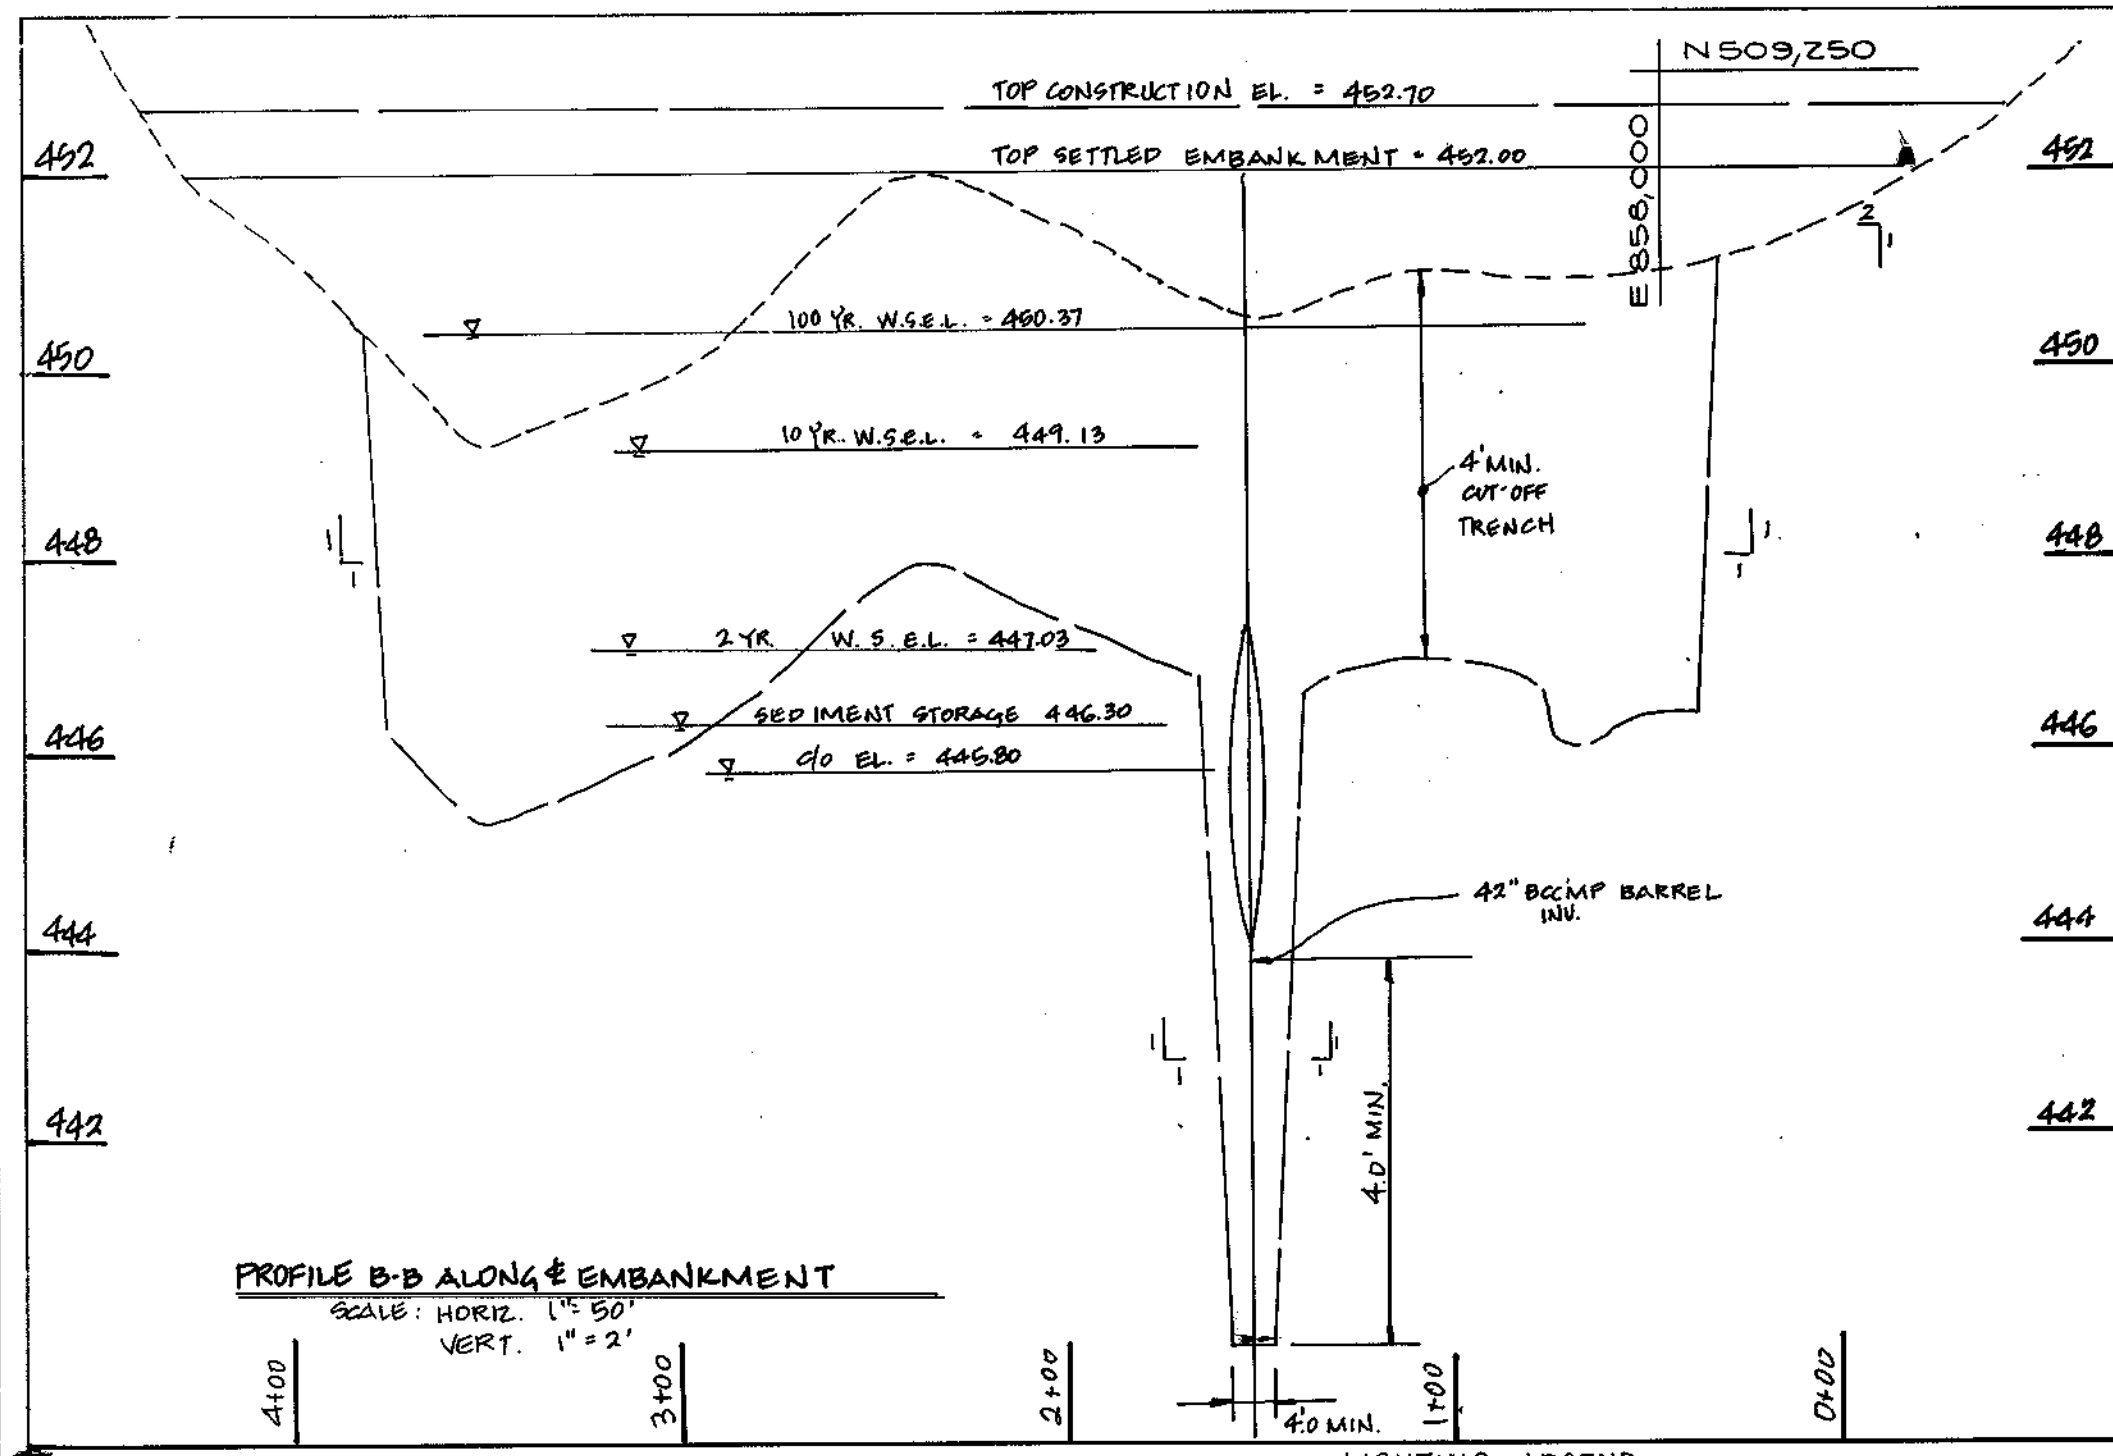 N 509,250
E 858,000
TOP CONSTRUCTION EL. = 452.70
TOP SETTLED EMBANKMENT = 452.00
452
452
2
1
100 YR. W.S.E.L. = 450.37
450
450
10 YR. W.S.E.L. = 449.13
4' MIN.
CUT-OFF
TRENCH
448
448
1
1
1
1
2 YR. W.S.E.L. = 447.03
SEDIMENT STORAGE 446.30
446
446
C/O EL. = 445.80
42" BCCMP BARREL
INV.
444
444
1
1
1
1
4.0' MIN.
442
442
PROFILE B-B ALONG ℄ EMBANKMENT
SCALE: HORIZ. 1" = 50'
VERT. 1" = 2'
4+00
3+00
2+00
1+00
0+00
4.0 MIN.